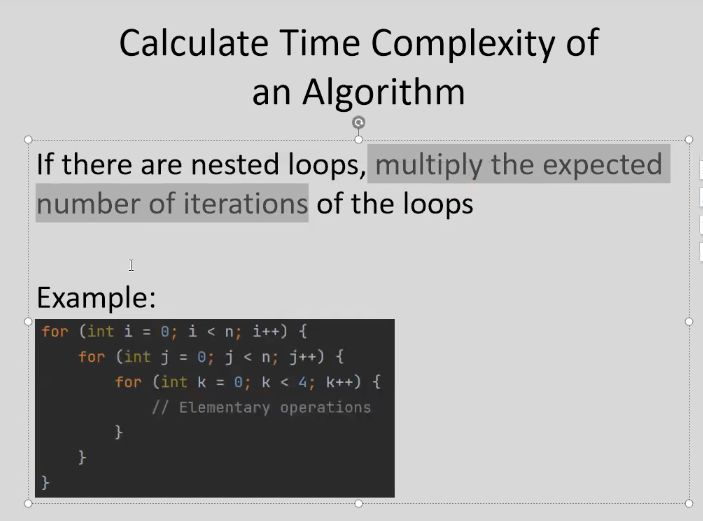 Calculate Time Complexity of
an Algorithm
If there are nested loops, multiply the expected
number of iterations of the loops
Example:
for (int i = 0; i < n; i++) {
    for (int j = 0; j < n; j++) {
        for (int k = 0; k < 4; k++) {
            // Elementary operations
        }
    }
}